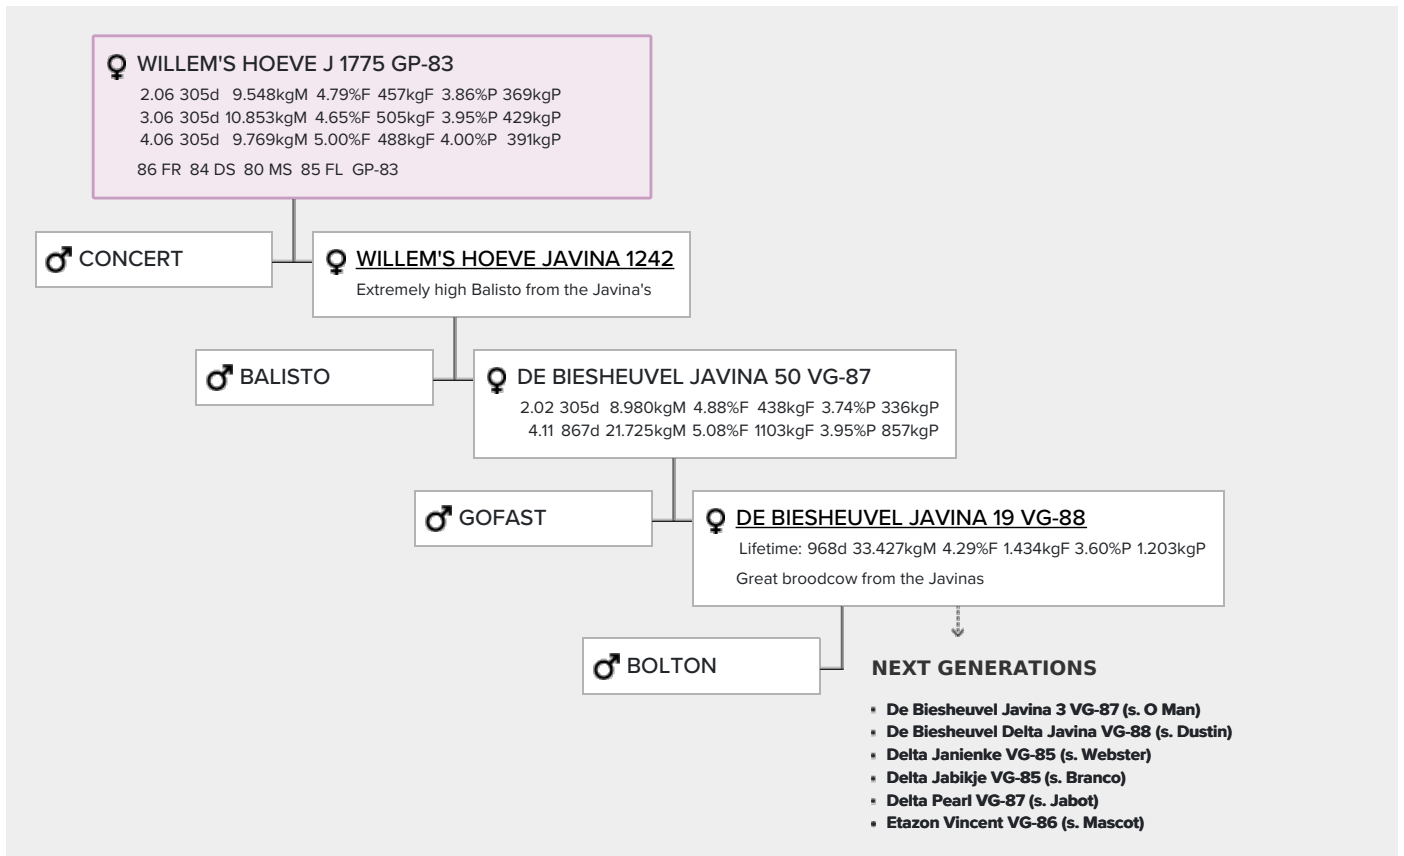 WILLEM'S HOEVE J 1775 GP-83
2.06 305d 9.548kgM 4.79%F 457kgF 3.86%P 369kgP
3.06 305d 10.853kgM 4.65%F 505kgF 3.95%P 429kgP
4.06 305d 9.769kgM 5.00%F 488kgF 4.00%P 391kgP
86 FR 84 DS 80 MS 85 FL GP-83
CONCERT
WILLEM'S HOEVE JAVINA 1242
Extremely high Balisto from the Javina's
BALISTO
DE BIESHEUVEL JAVINA 50 VG-87
2.02 305d 8.980kgM 4.88%F 438kgF 3.74%P 336kgP
4.11 867d 21.725kgM 5.08%F 1103kgF 3.95%P 857kgP
GOFAST
DE BIESHEUVEL JAVINA 19 VG-88
Lifetime: 968d 33.427kgM 4.29%F 1.434kgF 3.60%P 1.203kgP
Great broodcow from the Javinas
BOLTON
NEXT GENERATIONS
De Biesheuvel Javina 3 VG-87 (s. O Man)
De Biesheuvel Delta Javina VG-88 (s. Dustin)
Delta Janienke VG-85 (s. Webster)
Delta Jabikje VG-85 (s. Branco)
Delta Pearl VG-87 (s. Jabot)
Etazon Vincent VG-86 (s. Mascot)